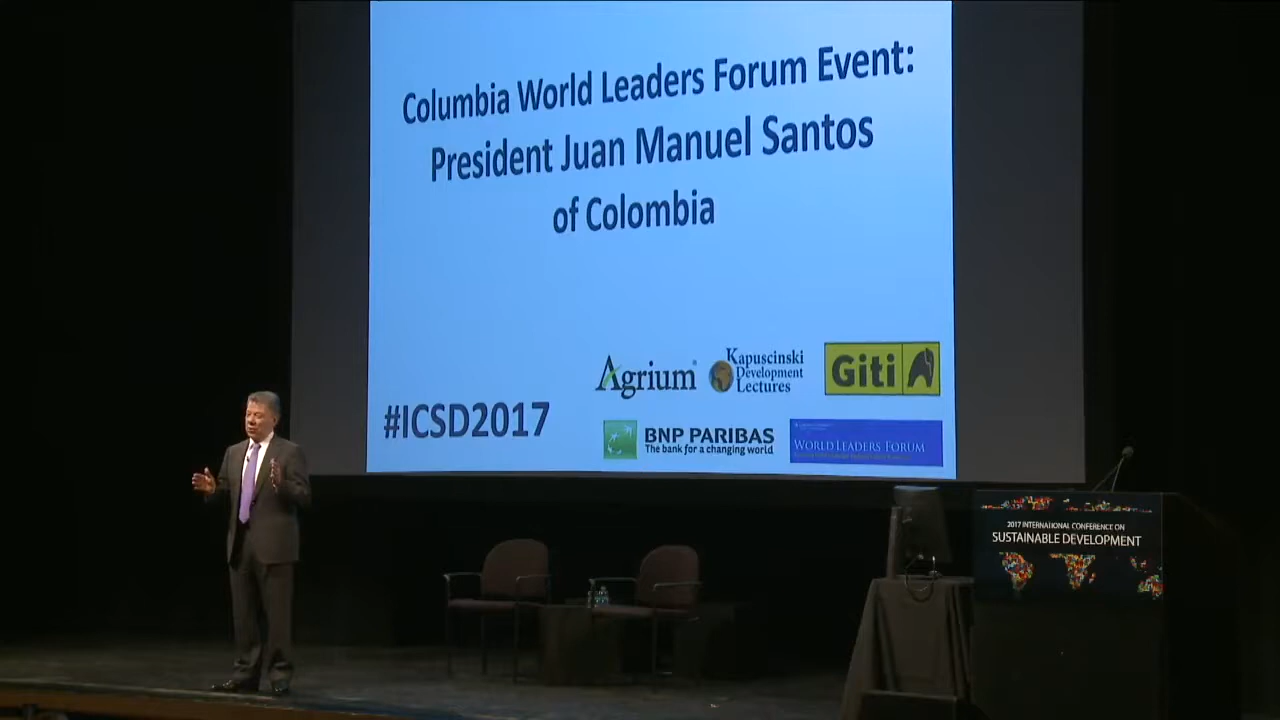 Columbia World Leaders Forum Event:
President Juan Manuel Santos
of Colombia
#ICSD2017
Agrium®
Kapuscinski
Development
Lectures
Giti
BNP PARIBAS
The bank for a changing world
WORLD LEADERS FORUM
2017 INTERNATIONAL CONFERENCE ON
SUSTAINABLE DEVELOPMENT